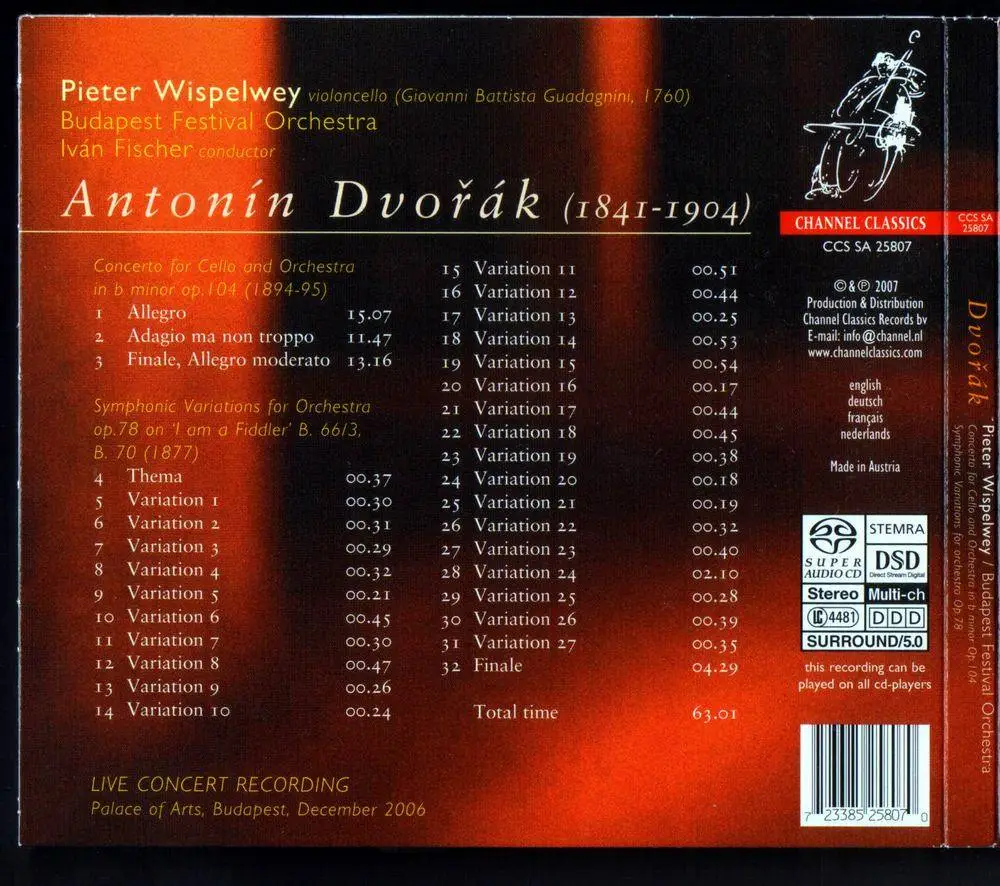 Pieter Wispelwey violoncello (Giovanni Battista Guadagnini, 1760)
Budapest Festival Orchestra
Iván Fischer conductor
Antonín Dvořák (1841-1904)
Concerto for Cello and Orchestra
in b minor op.104 (1894-95)
1 Allegro 15.07
2 Adagio ma non troppo 11.47
3 Finale, Allegro moderato 13.16
Symphonic Variations for Orchestra
op.78 on 'I am a Fiddler' B. 66/3,
B. 70 (1877)
4 Thema 00.37
5 Variation 1 00.30
6 Variation 2 00.31
7 Variation 3 00.29
8 Variation 4 00.32
9 Variation 5 00.21
10 Variation 6 00.45
11 Variation 7 00.30
12 Variation 8 00.47
13 Variation 9 00.26
14 Variation 10 00.24
15 Variation 11 00.51
16 Variation 12 00.44
17 Variation 13 00.25
18 Variation 14 00.53
19 Variation 15 00.54
20 Variation 16 00.17
21 Variation 17 00.44
22 Variation 18 00.45
23 Variation 19 00.38
24 Variation 20 00.18
25 Variation 21 00.19
26 Variation 22 00.32
27 Variation 23 00.40
28 Variation 24 02.10
29 Variation 25 00.28
30 Variation 26 00.39
31 Variation 27 00.35
32 Finale 04.29
Total time 63.01
LIVE CONCERT RECORDING
Palace of Arts, Budapest, December 2006
CHANNEL CLASSICS
CCS SA 25807
©&℗ 2007
Production & Distribution
Channel Classics Records bv
E-mail: info@channel.nl
www.channelclassics.com
english
deutsch
français
nederlands
Made in Austria
SUPER
AUDIO CD
STEMRA
DSD
Direct Stream Digital
Stereo
Multi-ch
LC 4481
DDD
SURROUND/5.0
this recording can be
played on all cd-players
7 23385 25807 0
CCS SA
25807
Dvořák
Pieter Wispelwey / Budapest Festival Orchestra
Concerto for Cello and Orchestra in b minor Op.104
Symphonic Variations for orchestra Op.78